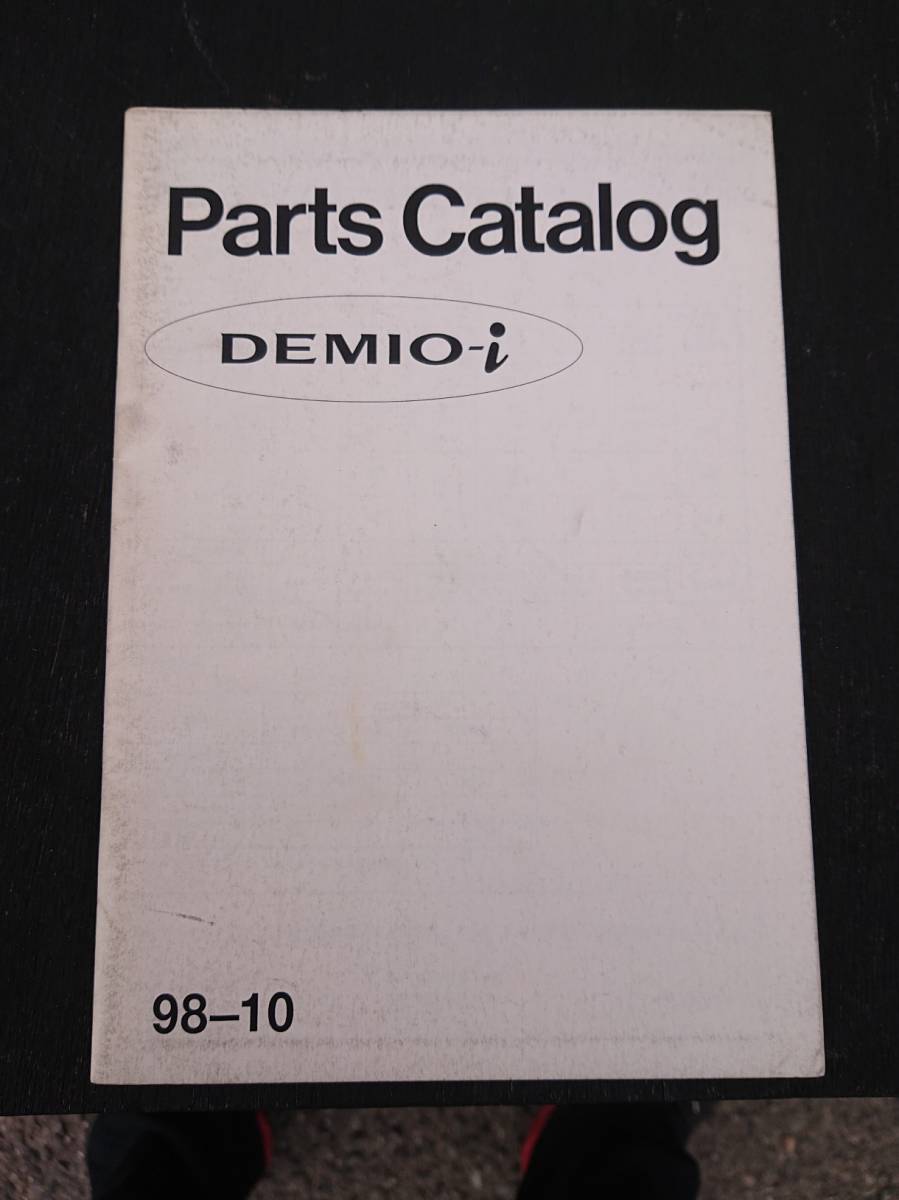 Parts Catalog
DEMIO-i
98-10